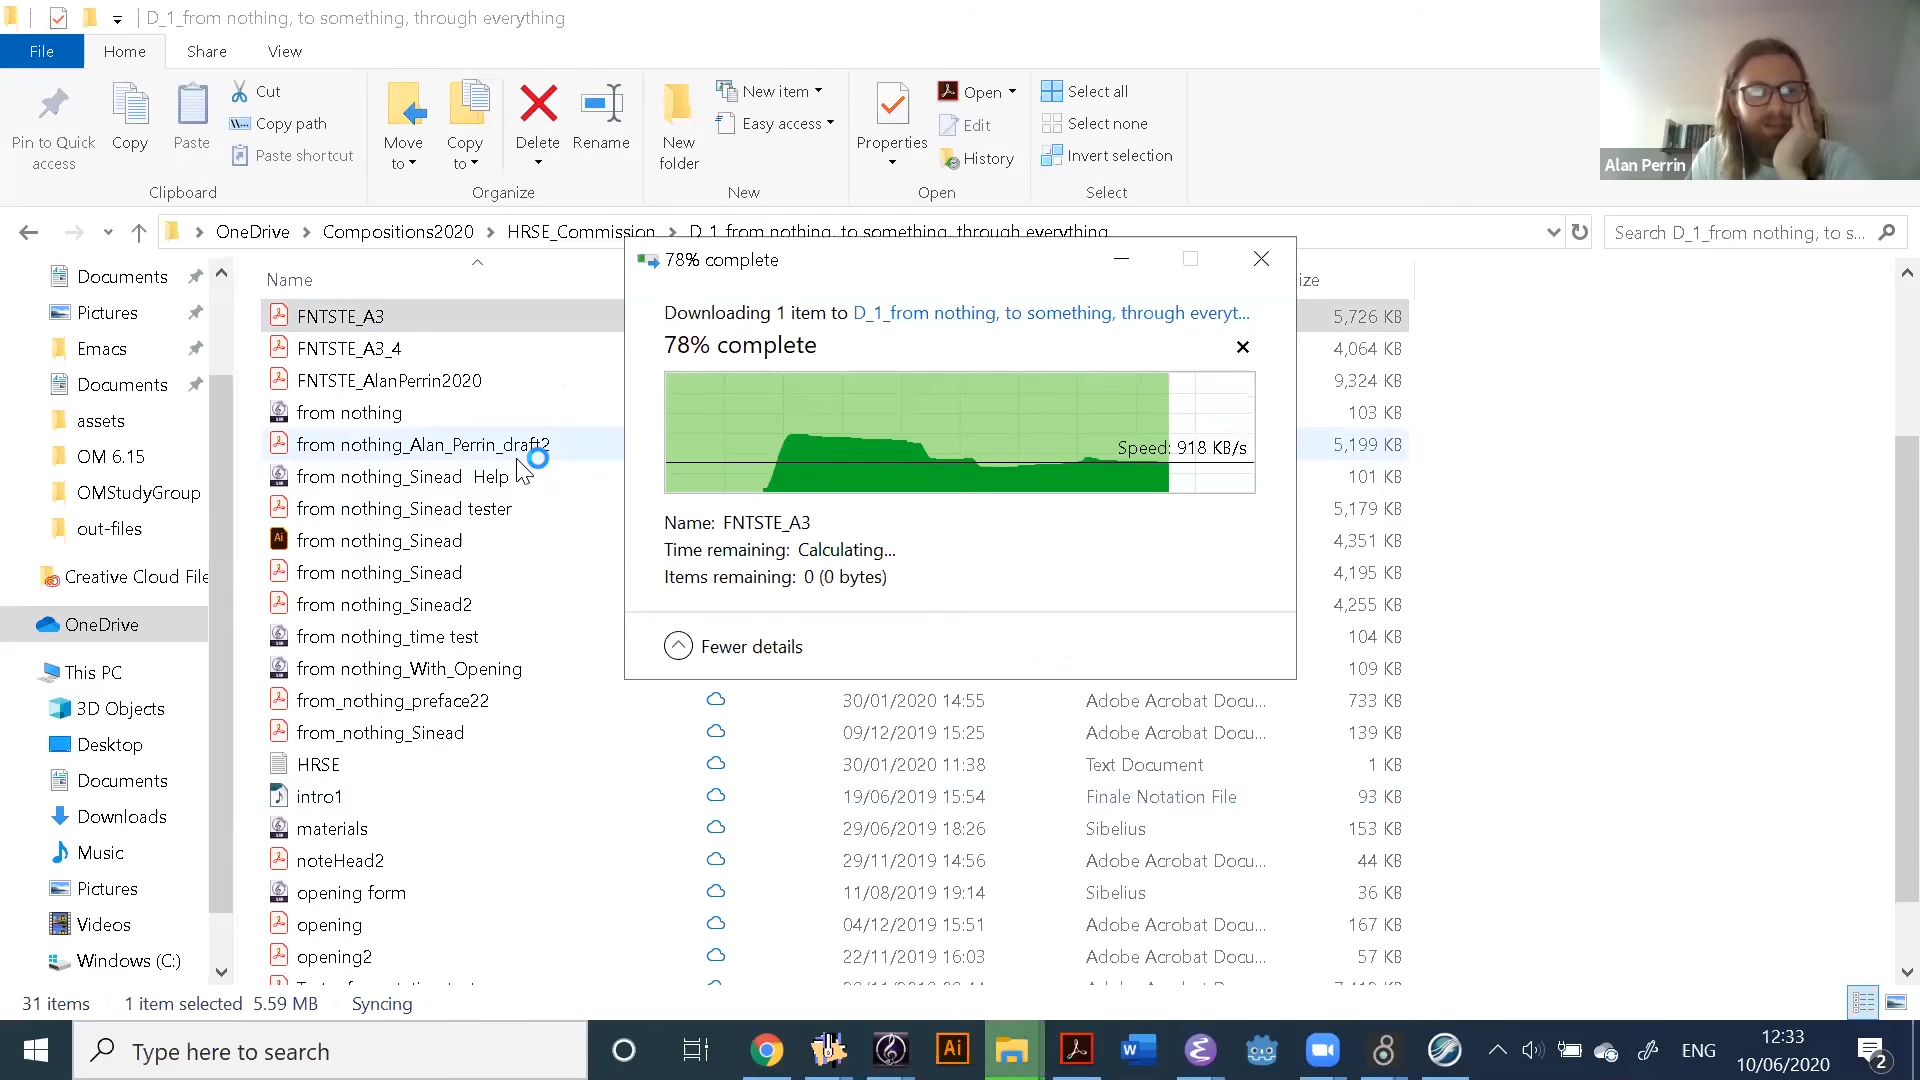 D_1_from nothing, to something, through everything
File
Home
Share
View
Pin to Quick access
Copy
Paste
Cut
Copy path
Paste shortcut
Clipboard
Move to
Copy to
Delete
Rename
Organize
New folder
New item
Easy access
New
Properties
Open
Edit
History
Open
Select all
Select none
Invert selection
Select
Alan Perrin
OneDrive
Compositions2020
HRSE_Commission
D_1_from nothing, to something, through everything
Search D_1_from nothing, to s...
Documents
Pictures
Emacs
Documents
assets
OM 6.15
OMStudyGroup
out-files
Creative Cloud File
OneDrive
This PC
3D Objects
Desktop
Documents
Downloads
Music
Pictures
Videos
Windows (C:)
Name
ize
FNTSTE_A3
5,726 KB
FNTSTE_A3_4
4,064 KB
FNTSTE_AlanPerrin2020
9,324 KB
from nothing
103 KB
from nothing_Alan_Perrin_draft2
5,199 KB
from nothing_Sinead Help
101 KB
from nothing_Sinead tester
5,179 KB
from nothing_Sinead
4,351 KB
from nothing_Sinead
4,195 KB
from nothing_Sinead2
4,255 KB
from nothing_time test
104 KB
from nothing_With_Opening
109 KB
from_nothing_preface22 30/01/2020 14:55 Adobe Acrobat Docu... 733 KB
from_nothing_Sinead 09/12/2019 15:25 Adobe Acrobat Docu... 139 KB
HRSE 30/01/2020 11:38 Text Document 1 KB
intro1 19/06/2019 15:54 Finale Notation File 93 KB
materials 29/06/2019 18:26 Sibelius 153 KB
noteHead2 29/11/2019 14:56 Adobe Acrobat Docu... 44 KB
opening form 11/08/2019 19:14 Sibelius 36 KB
opening 04/12/2019 15:51 Adobe Acrobat Docu... 167 KB
opening2 22/11/2019 16:03 Adobe Acrobat Docu... 57 KB
78% complete
Downloading 1 item to D_1_from nothing, to something, through everyt...
78% complete
Speed: 918 KB/s
Name: FNTSTE_A3
Time remaining: Calculating...
Items remaining: 0 (0 bytes)
Fewer details
31 items
1 item selected 5.59 MB
Syncing
Type here to search
Ai
ENG
12:33
10/06/2020
2